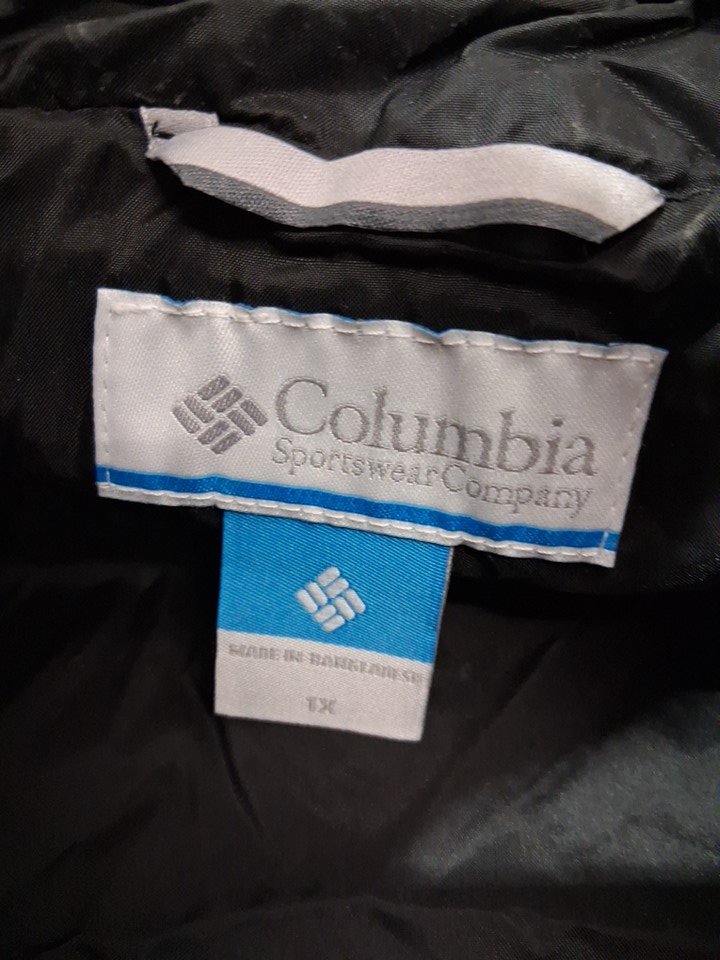 Columbia
Sportswear Company
MADE IN BANGLADESH
1X